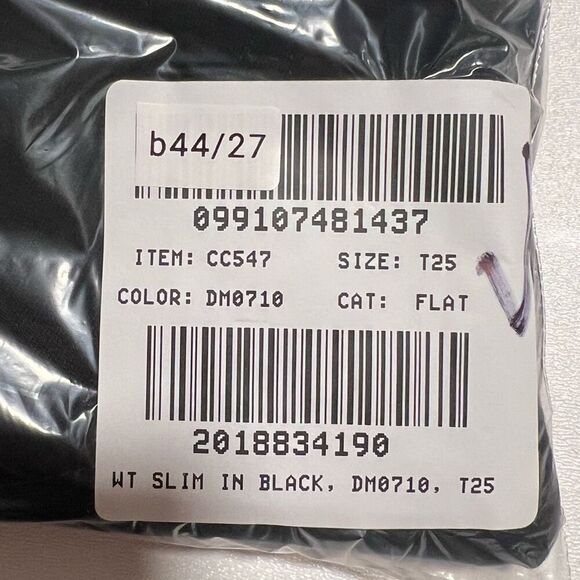 b44/27
099107481437
ITEM: CC547 SIZE: T25
COLOR: DM0710 CAT: FLAT
2018834190
WT SLIM IN BLACK, DM0710, T25